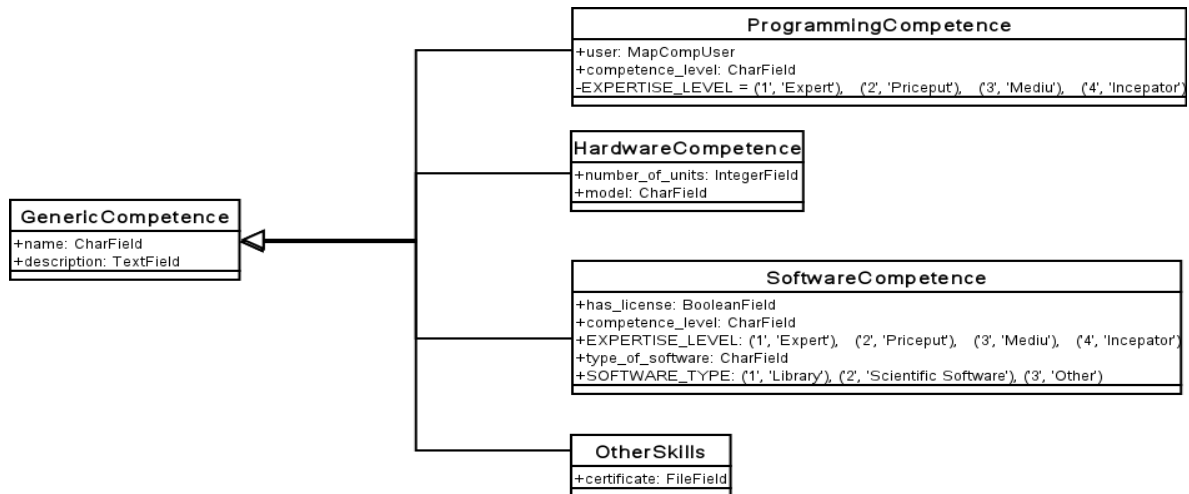 ProgrammingCompetence
+user: MapCompUser
+competence_level: CharField
-EXPERTISE_LEVEL = ('1', 'Expert'), ('2', 'Priceput'), ('3', 'Mediu'), ('4', 'Incepator')
HardwareCompetence
+number_of_units: IntegerField
+model: CharField
GenericCompetence
+name: CharField
+description: TextField
SoftwareCompetence
+has_license: BooleanField
+competence_level: CharField
+EXPERTISE_LEVEL: ('1', 'Expert'), ('2', 'Priceput'), ('3', 'Mediu'), ('4', 'Incepator')
+type_of_software: CharField
+SOFTWARE_TYPE: ('1', 'Library'), ('2', 'Scientific Software'), ('3', 'Other')
OtherSkills
+certificate: FileField